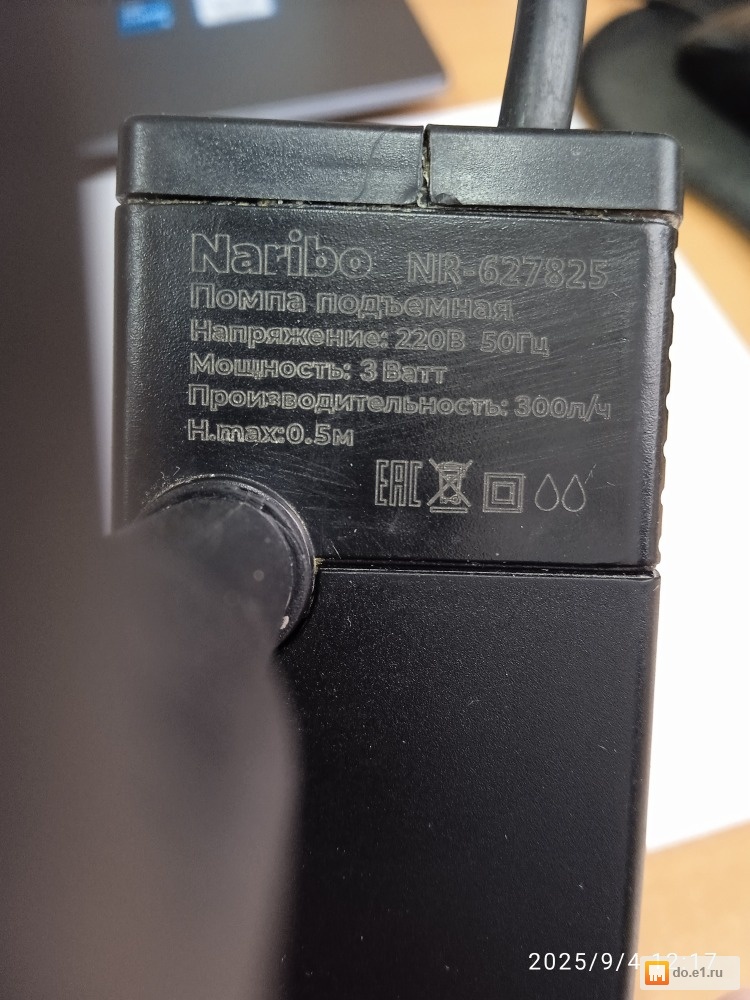 Naribo NR-627825
Помпа подъемная
Напряжение: 220В 50Гц
Мощность: 3 Ватт
Производительность: 300л/ч
H.max:0.5м
EAC
2025/9/4 12:17
do.e1.ru